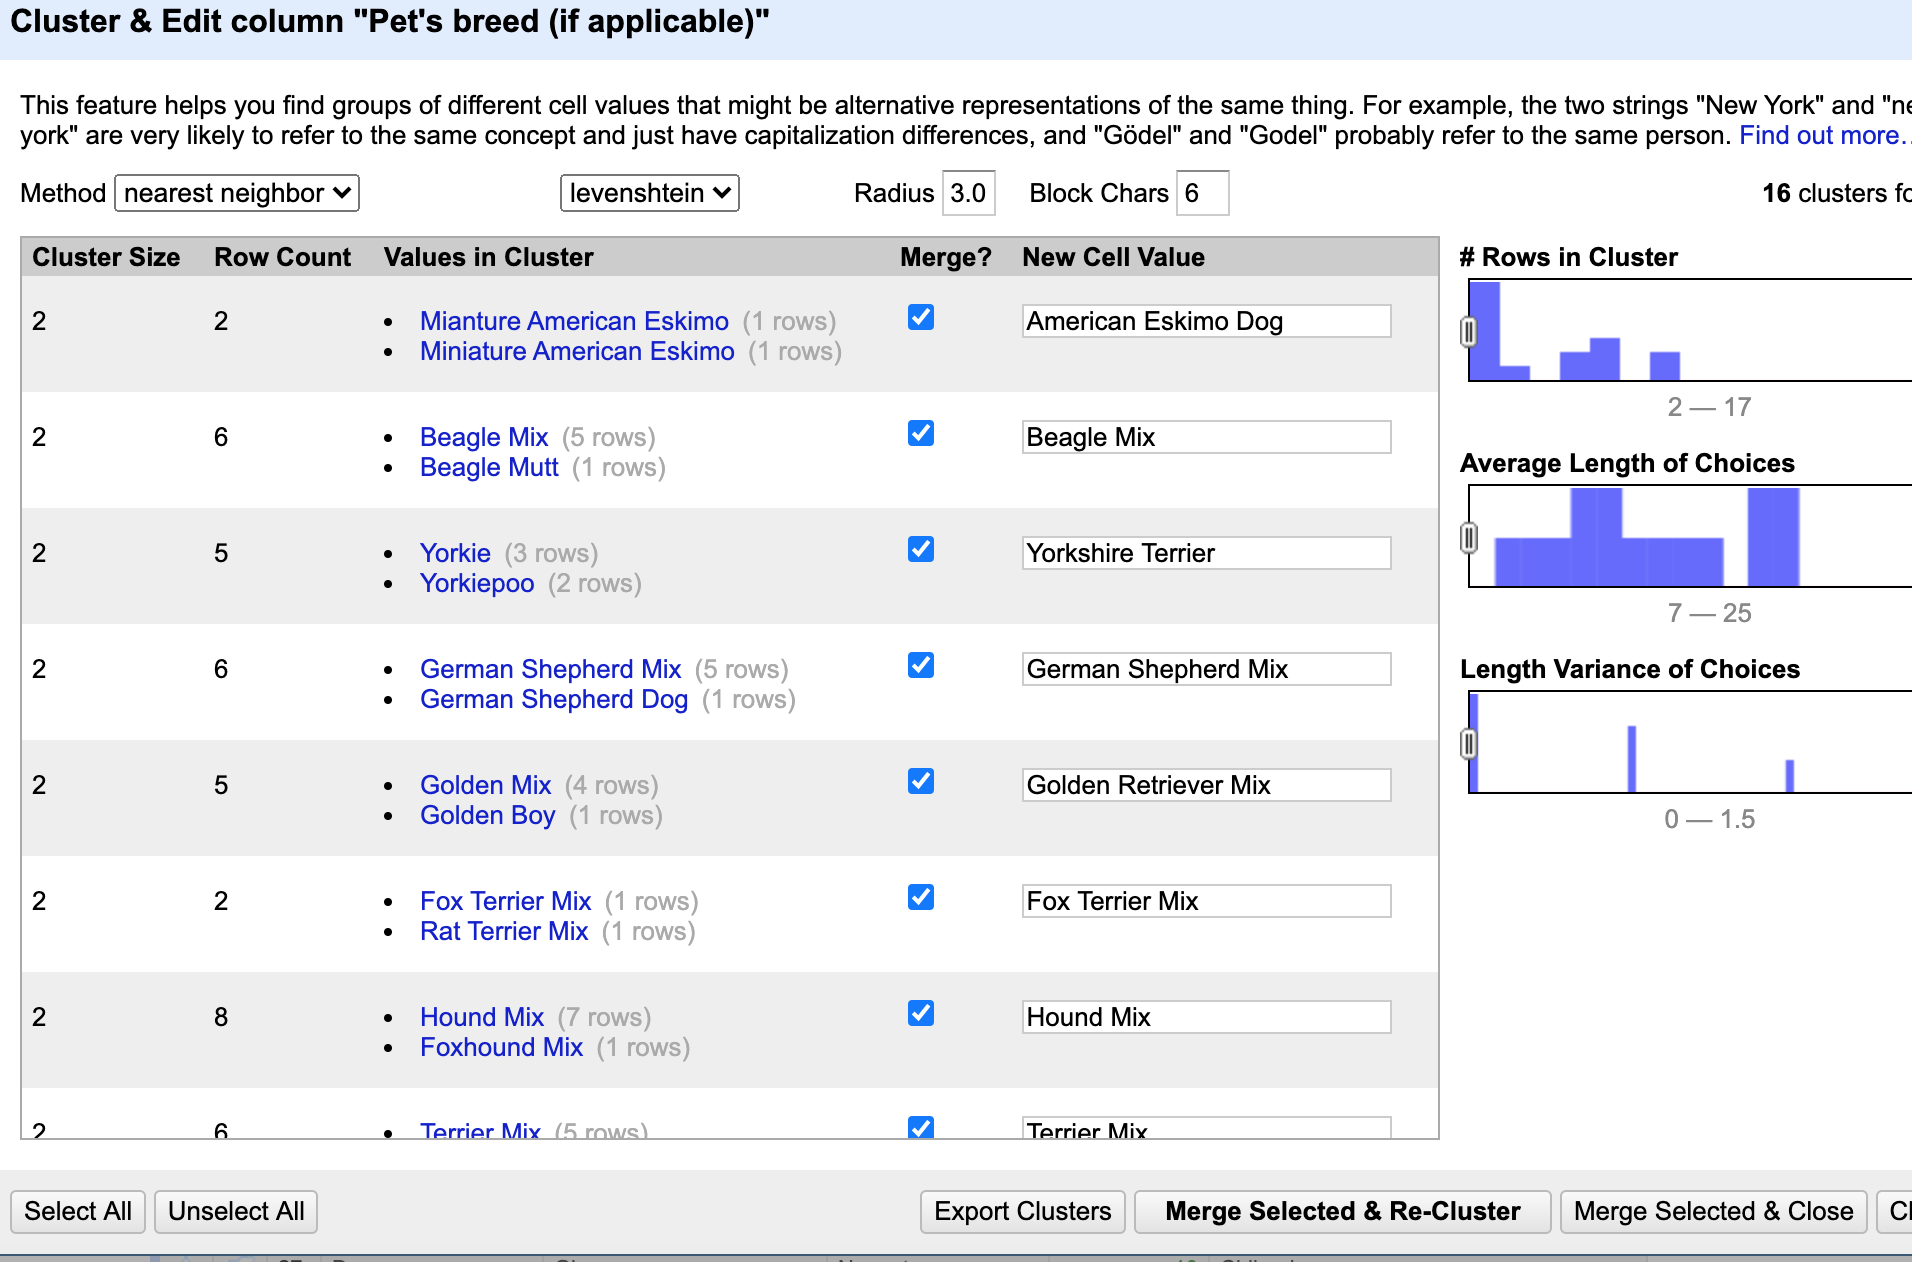 Cluster & Edit column "Pet's breed (if applicable)"
This feature helps you find groups of different cell values that might be alternative representations of the same thing. For example, the two strings "New York" and "ne
york" are very likely to refer to the same concept and just have capitalization differences, and "Gödel" and "Godel" probably refer to the same person. Find out more..
Method nearest neighbor levenshtein Radius 3.0 Block Chars 6 16 clusters fo
Cluster Size Row Count Values in Cluster Merge? New Cell Value
2 2 • Mianture American Eskimo (1 rows) American Eskimo Dog
• Miniature American Eskimo (1 rows)
2 6 • Beagle Mix (5 rows) Beagle Mix
• Beagle Mutt (1 rows)
2 5 • Yorkie (3 rows) Yorkshire Terrier
• Yorkiepoo (2 rows)
2 6 • German Shepherd Mix (5 rows) German Shepherd Mix
• German Shepherd Dog (1 rows)
2 5 • Golden Mix (4 rows) Golden Retriever Mix
• Golden Boy (1 rows)
2 2 • Fox Terrier Mix (1 rows) Fox Terrier Mix
• Rat Terrier Mix (1 rows)
2 8 • Hound Mix (7 rows) Hound Mix
• Foxhound Mix (1 rows)
2 6 • Terrier Mix (5 rows) Terrier Mix
# Rows in Cluster
2 — 17
Average Length of Choices
7 — 25
Length Variance of Choices
0 — 1.5
Select All Unselect All Export Clusters Merge Selected & Re-Cluster Merge Selected & Close Cl